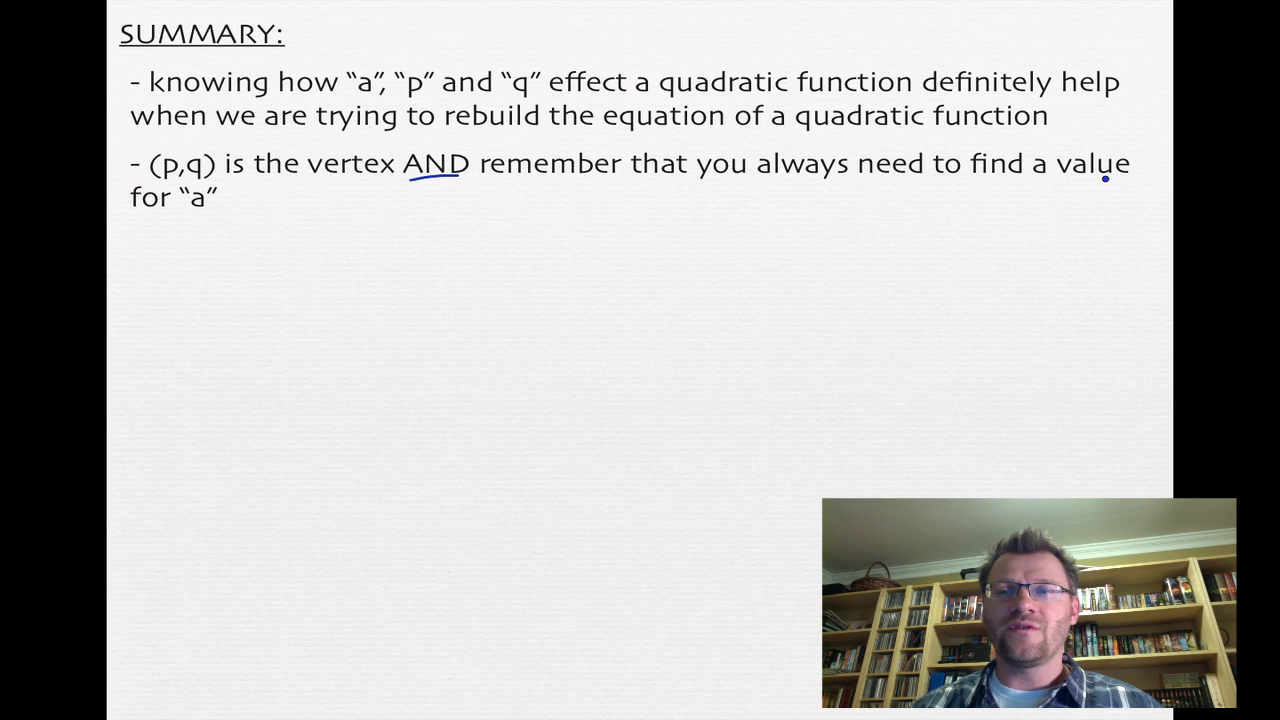 SUMMARY:
- knowing how “a”, “p” and “q” effect a quadratic function definitely help
when we are trying to rebuild the equation of a quadratic function
- (p,q) is the vertex AND remember that you always need to find a value
for “a”